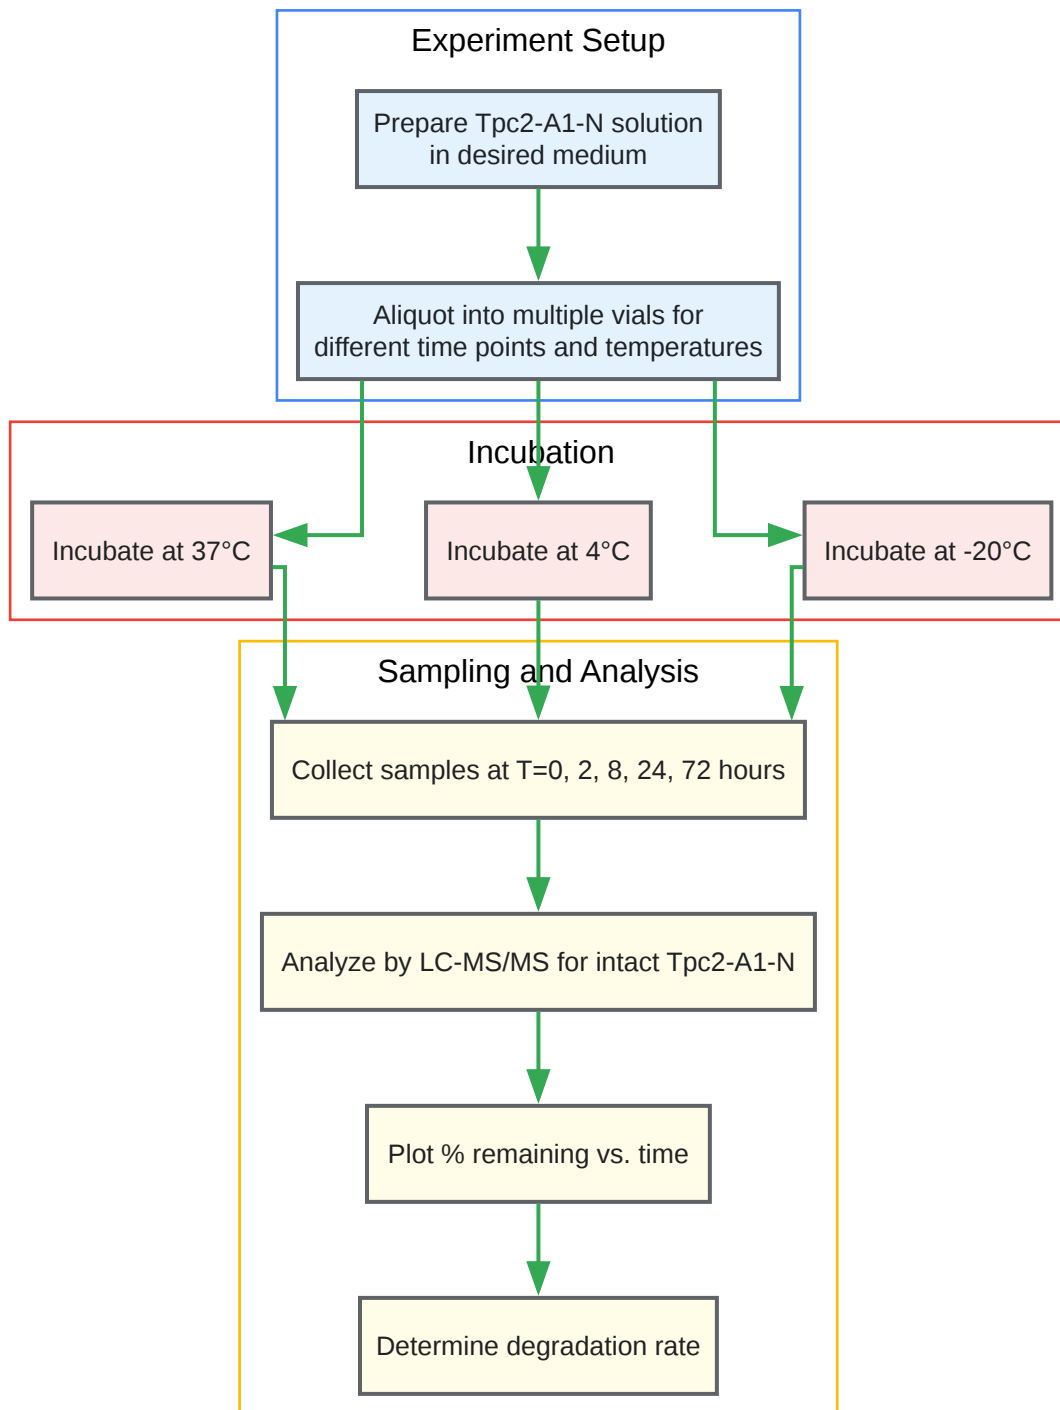 Experiment Setup
Prepare Tpc2-A1-N solution
in desired medium
Aliquot into multiple vials for
different time points and temperatures
Incubation
Incubate at 37°C
Incubate at 4°C
Incubate at -20°C
Sampling and Analysis
Collect samples at T=0, 2, 8, 24, 72 hours
Analyze by LC-MS/MS for intact Tpc2-A1-N
Plot % remaining vs. time
Determine degradation rate